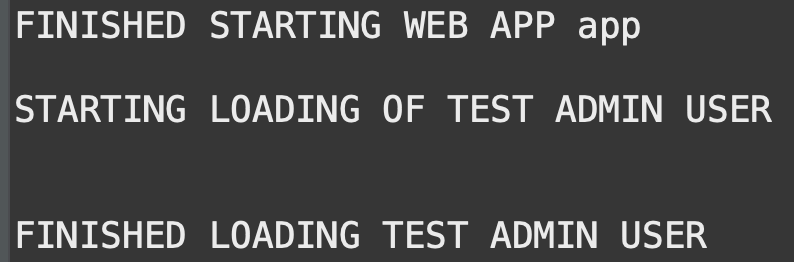 FINISHED STARTING WEB APP app
STARTING LOADING OF TEST ADMIN USER
FINISHED LOADING TEST ADMIN USER